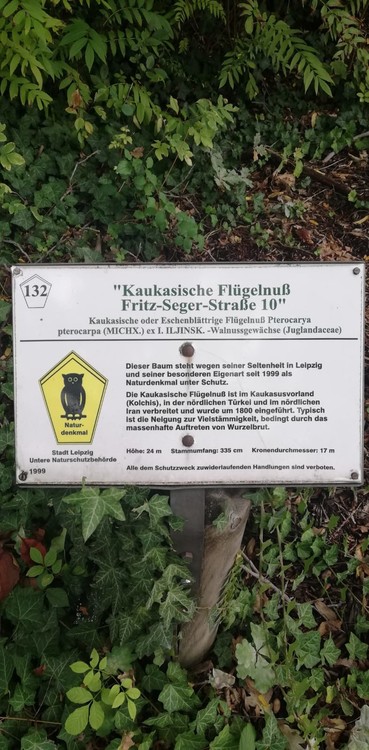 132
"Kaukasische Flügelnuß
Fritz-Seger-Straße 10"
Kaukasische oder Eschenblättrige Flügelnuß Pterocarya
pterocarpa (MICHX.) ex I. ILJINSK. -Walnussgewächse (Juglandaceae)
Dieser Baum steht wegen seiner Seltenheit in Leipzig
und seiner besonderen Eigenart seit 1999 als
Naturdenkmal unter Schutz.
Die Kaukasische Flügelnuß ist im Kaukasusvorland
(Kolchis), in der nördlichen Türkei und im nördlichen
Iran verbreitet und wurde um 1800 eingeführt. Typisch
ist die Neigung zur Vielstämmigkeit, bedingt durch das
massenhafte Auftreten von Wurzelbrut.
Natur-
denkmal
Stadt Leipzig
Untere Naturschutzbehörde
1999
Höhe: 24 m Stammumfang: 335 cm Kronendurchmesser: 17 m
Alle dem Schutzzweck zuwiderlaufenden Handlungen sind verboten.